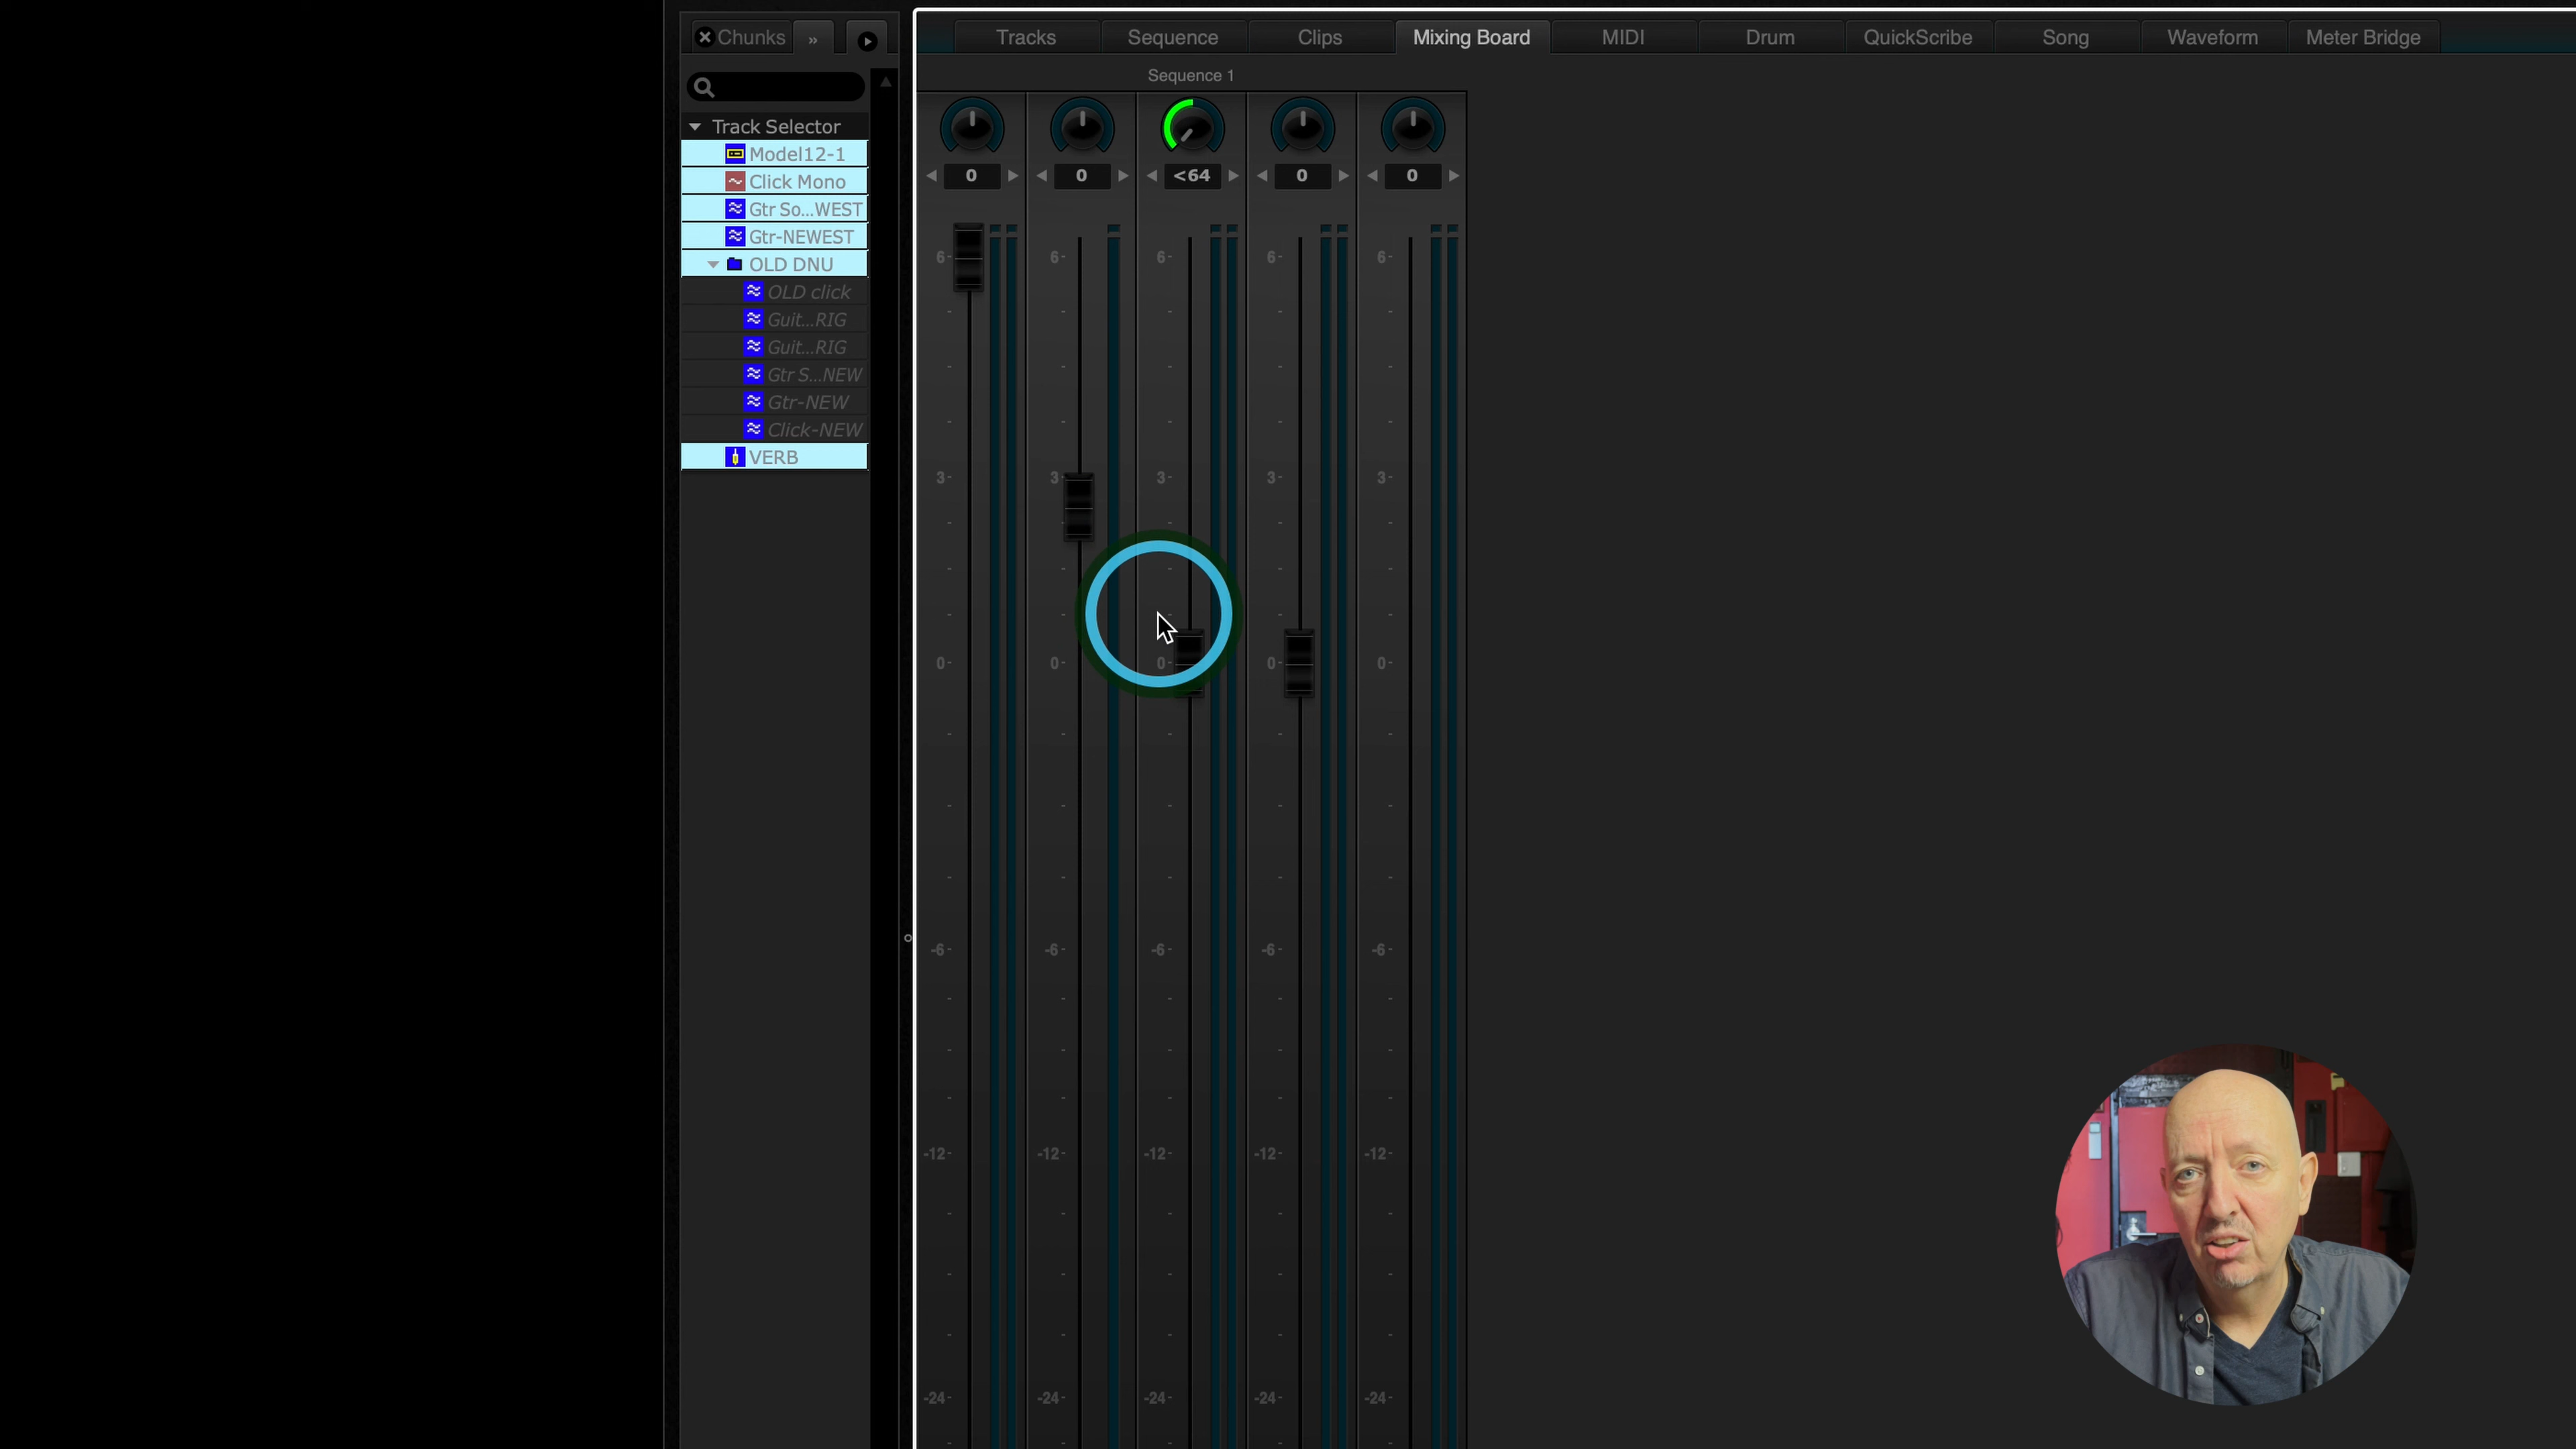 Chunks »
Tracks Sequence Clips Mixing Board MIDI Drum QuickScribe Song Waveform Meter Bridge
Sequence 1
Track Selector
Model12-1
Click Mono
Gtr So...WEST
Gtr-NEWEST
OLD DNU
OLD click
Guit...RIG
Guit...RIG
Gtr S...NEW
Gtr-NEW
Click-NEW
VERB
0 0 <64 0 0
6- 6- 6- 6- 6-
3- 3 3- 3- 3-
0- 0- 0- 0- 0-
-6- -6- -6- -6- -6-
-12- -12- -12- -12- -12-
-24- -24- -24- -24- -24-